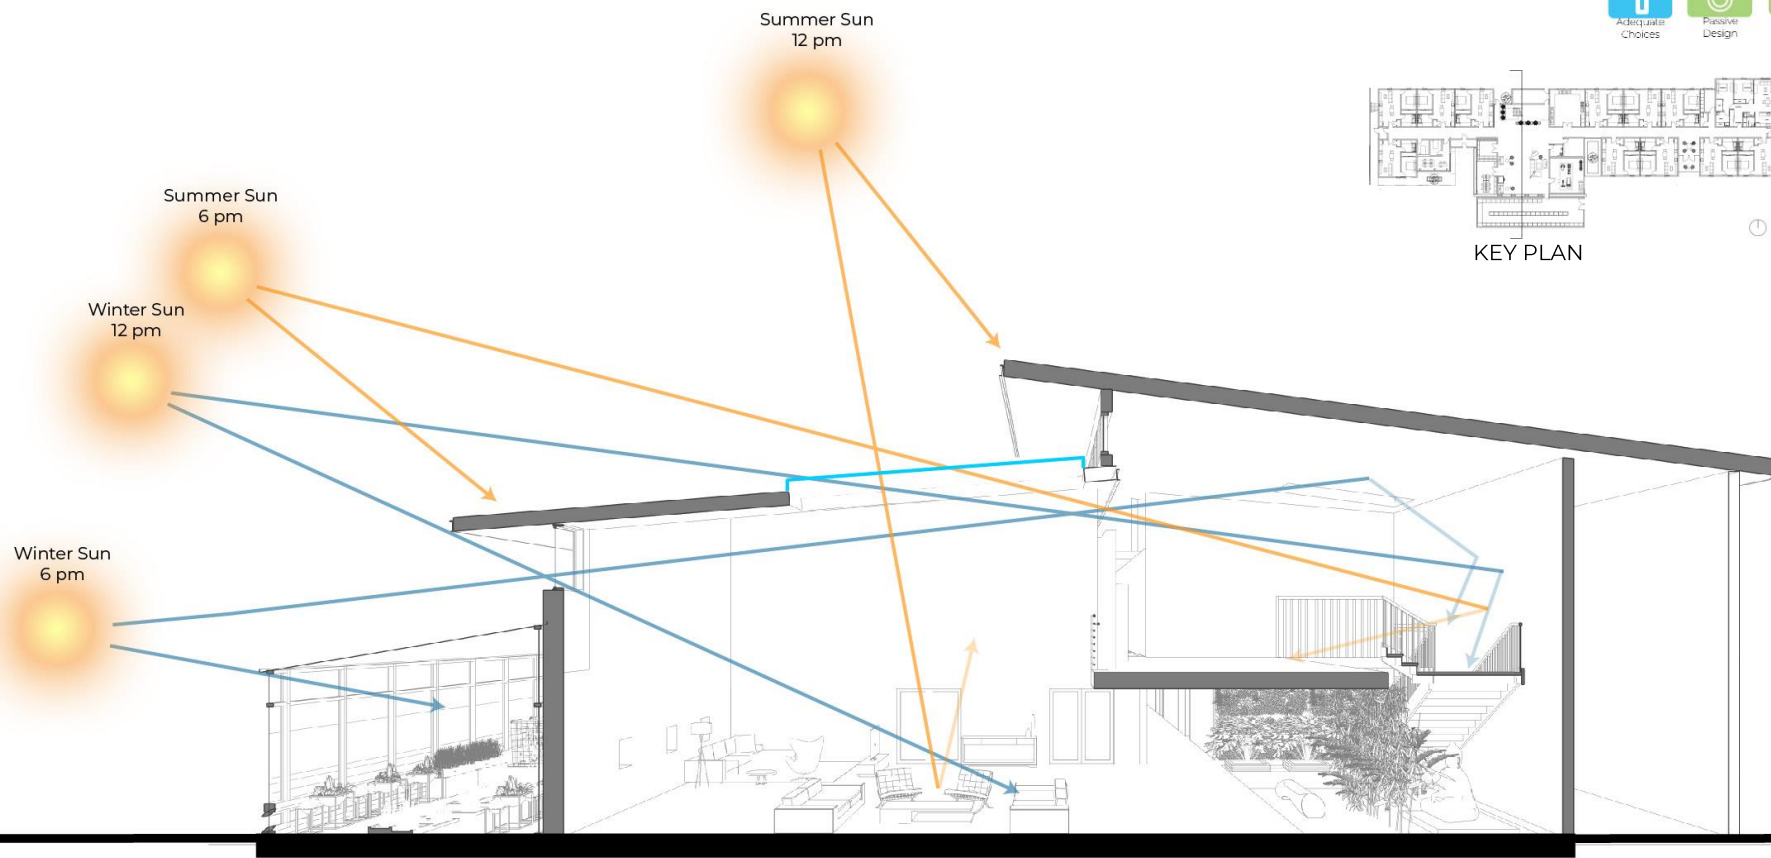 Summer Sun
12 pm
Adequate
Choices
Passive
Design
Summer Sun
6 pm
KEY PLAN
Winter Sun
12 pm
Winter Sun
6 pm